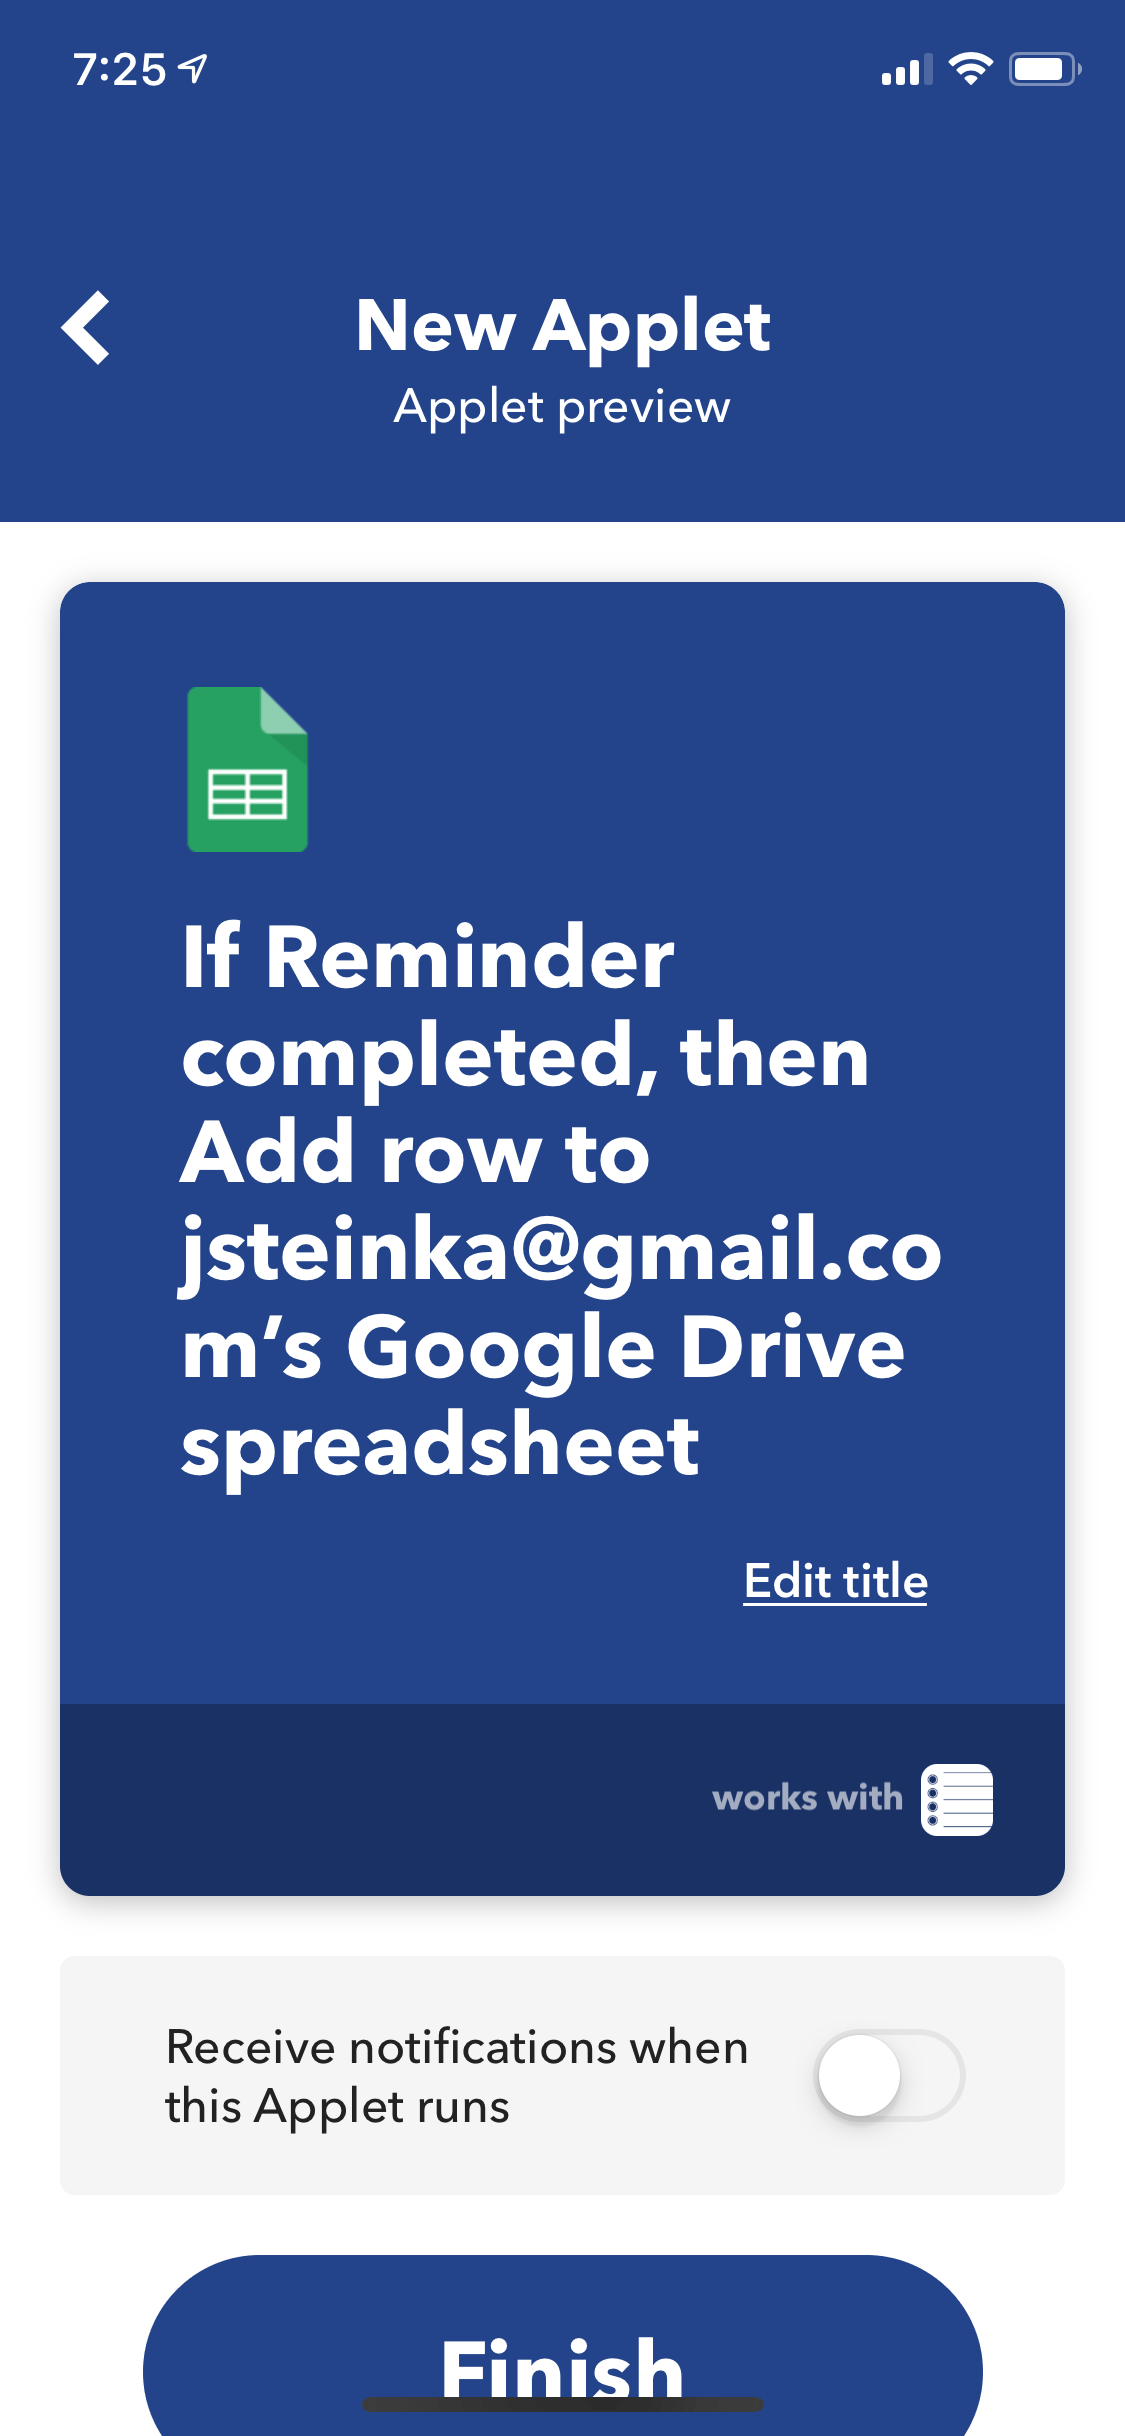 7:25
New Applet
Applet preview
If Reminder
completed, then
Add row to
jsteinka@gmail.co
m’s Google Drive
spreadsheet
Edit title
works with
Receive notifications when
this Applet runs
Finish